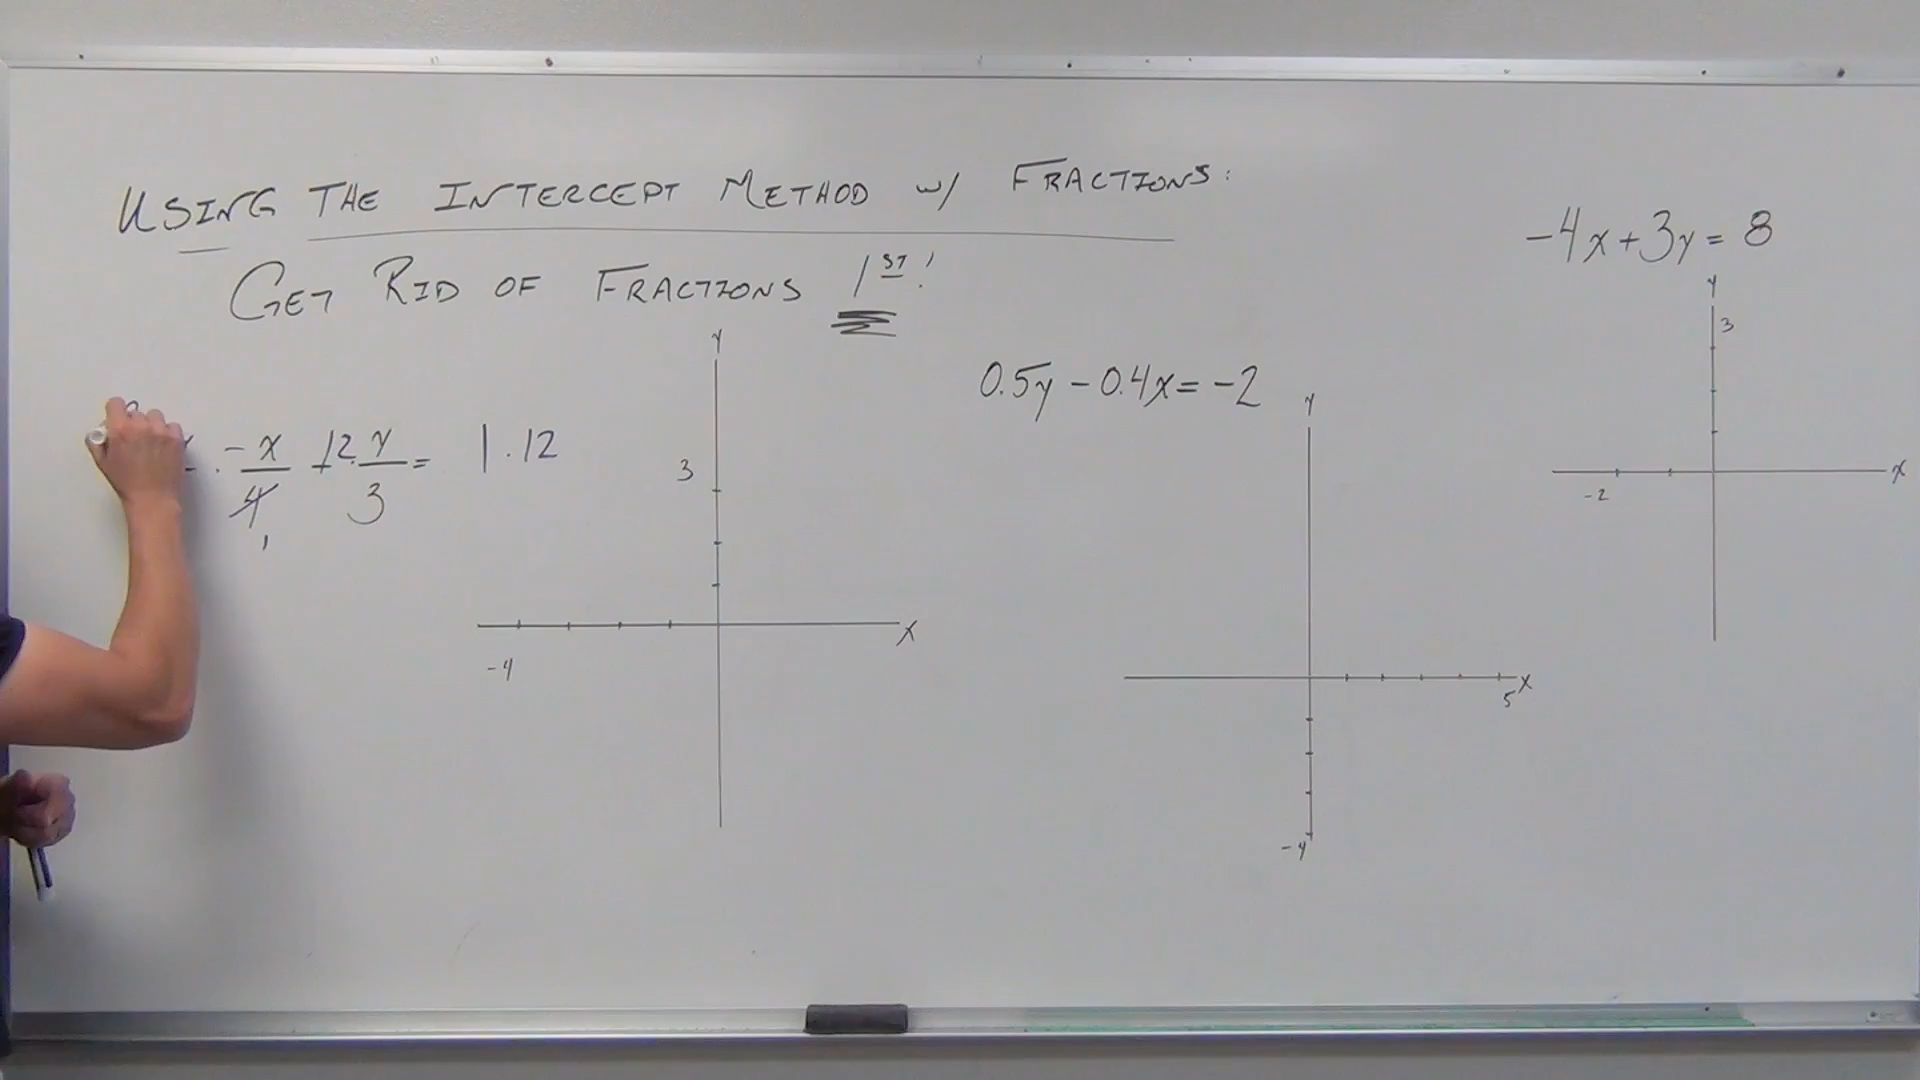 USING THE INTERCEPT METHOD W/ FRACTIONS:
GET RID OF FRACTIONS 1ST!
· -x/4 + 12·y/3 = 1·12
1
y
3
-4
x
0.5y - 0.4x = -2
y
5
x
-4
-4x + 3y = 8
y
3
-2
x